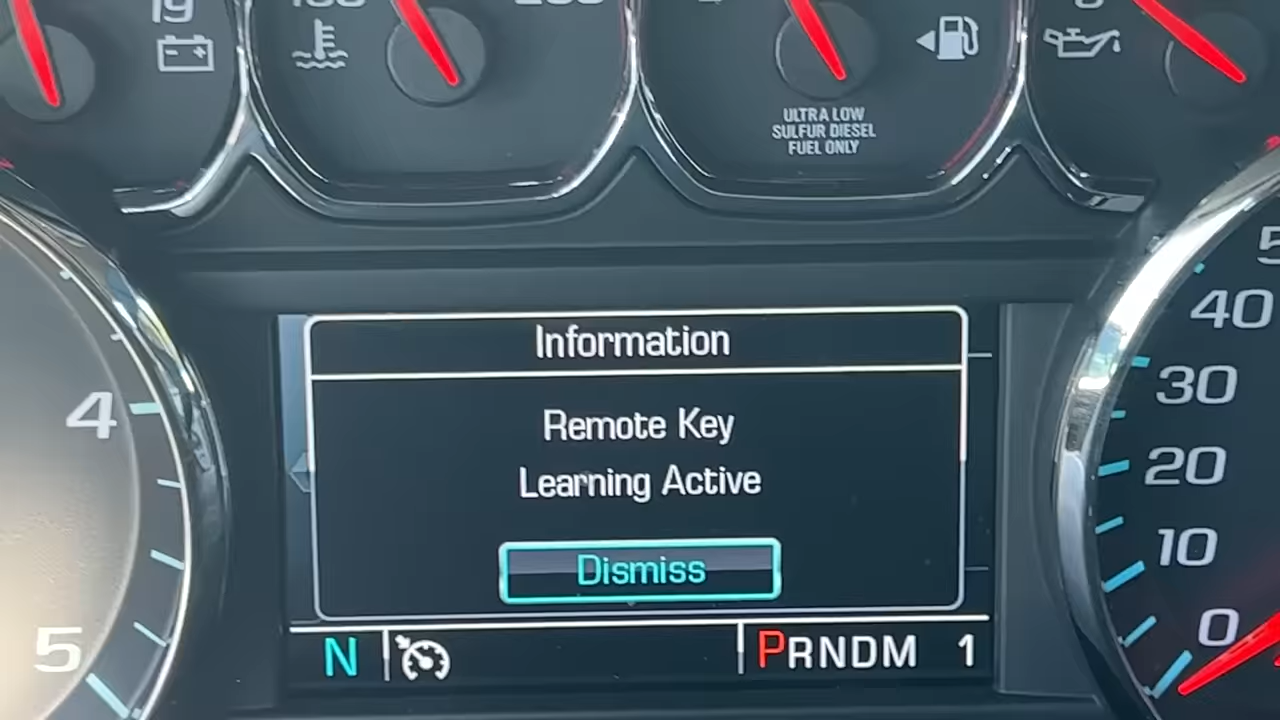 19
ULTRA LOW
SULFUR DIESEL
FUEL ONLY
Information
Remote Key
Learning Active
Dismiss
N
PRNDM 1
4
5
40
30
20
10
0